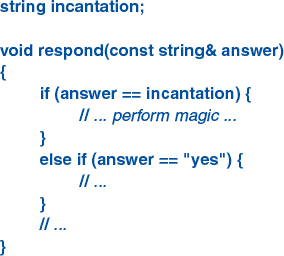 string incantation;

void respond(const string& answer)
{
        if (answer == incantation) {
                // ... perform magic ...
        }
        else if (answer == "yes") {
                // ...
        }
        // ...
}